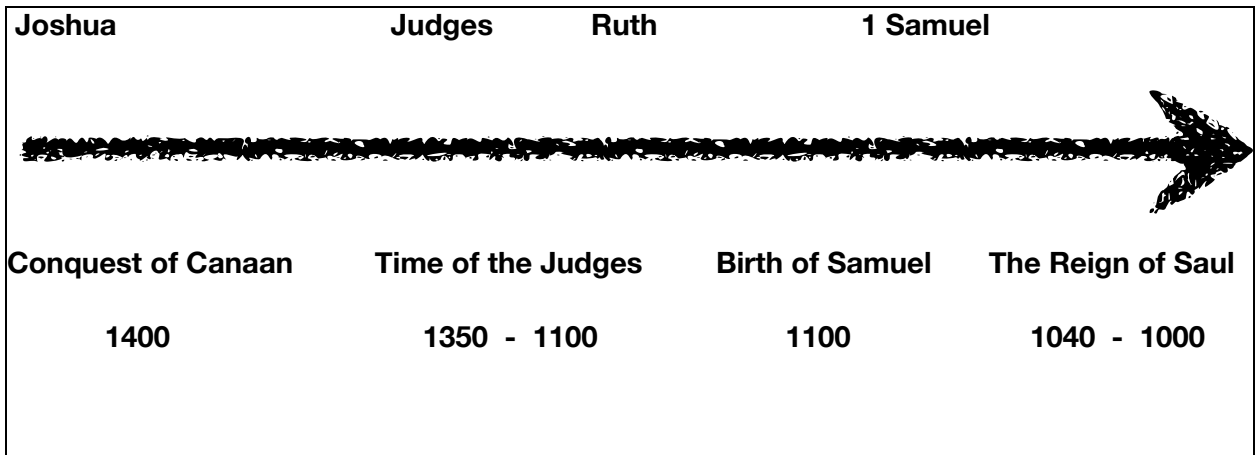 Joshua Judges Ruth 1 Samuel
Conquest of Canaan Time of the Judges Birth of Samuel The Reign of Saul
1400 1350 - 1100 1100 1040 - 1000